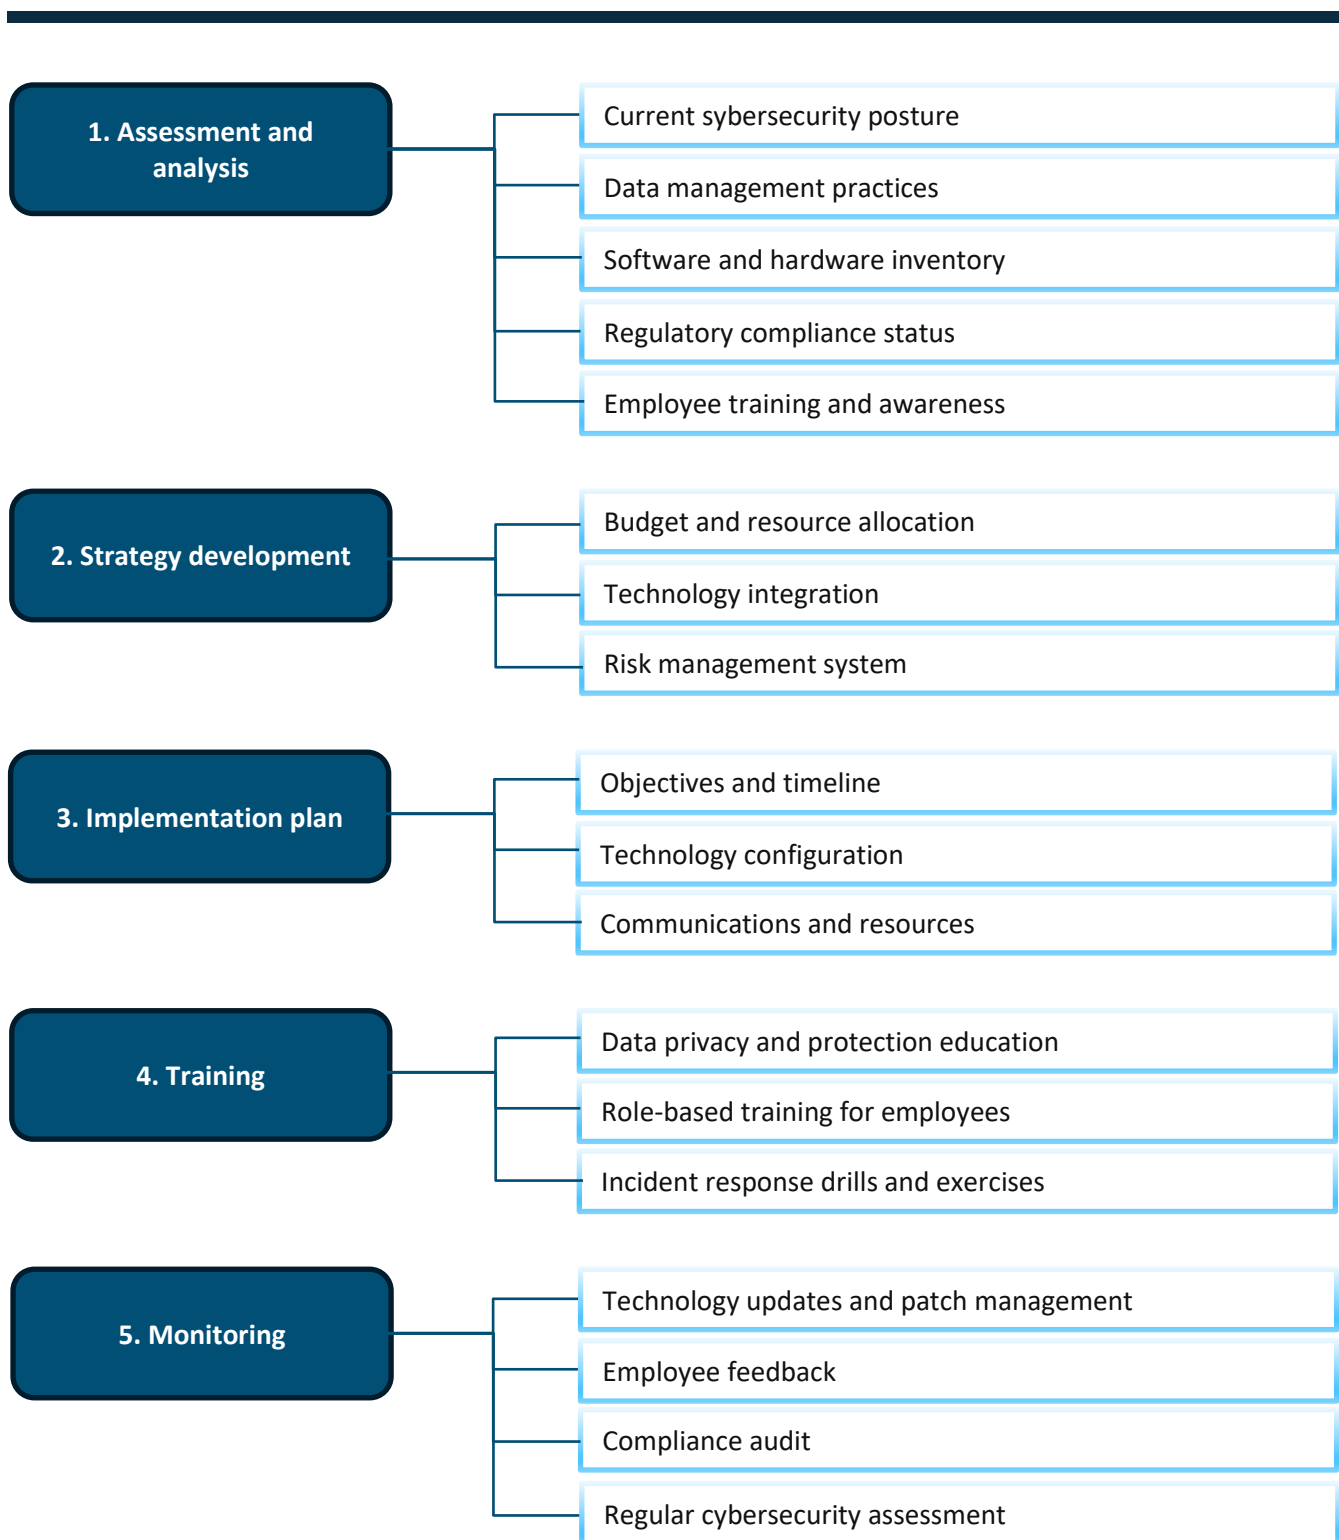 1. Assessment and
analysis
Current sybersecurity posture
Data management practices
Software and hardware inventory
Regulatory compliance status
Employee training and awareness
2. Strategy development
Budget and resource allocation
Technology integration
Risk management system
3. Implementation plan
Objectives and timeline
Technology configuration
Communications and resources
4. Training
Data privacy and protection education
Role-based training for employees
Incident response drills and exercises
5. Monitoring
Technology updates and patch management
Employee feedback
Compliance audit
Regular cybersecurity assessment